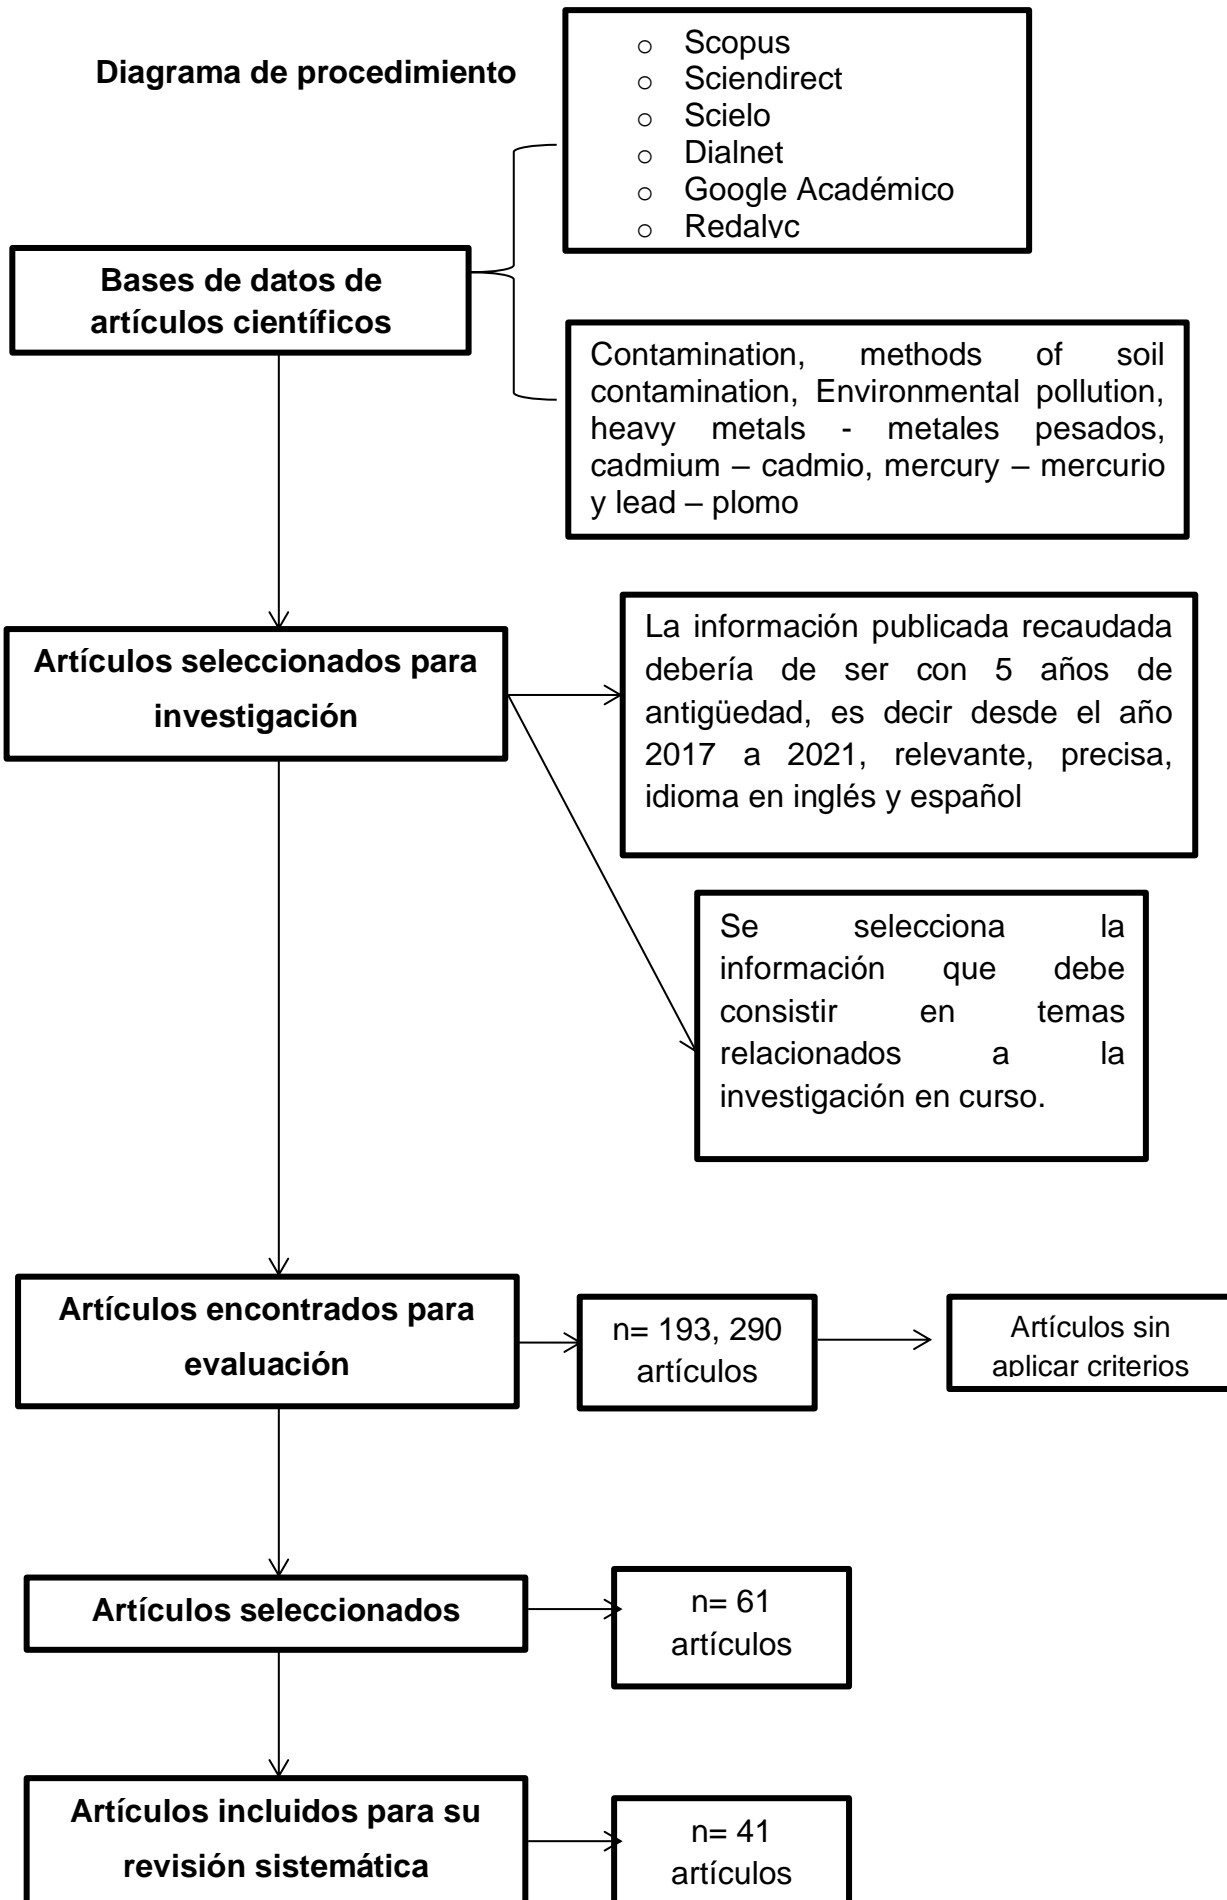 Diagrama de procedimiento
o Scopus
o Sciendirect
o Scielo
o Dialnet
o Google Académico
o Redalyc
Bases de datos de
artículos científicos
Contamination, methods of soil
contamination, Environmental pollution,
heavy metals - metales pesados,
cadmium – cadmio, mercury – mercurio
y lead – plomo
Artículos seleccionados para
investigación
La información publicada recaudada
debería de ser con 5 años de
antigüedad, es decir desde el año
2017 a 2021, relevante, precisa,
idioma en inglés y español
Se selecciona la
información que debe
consistir en temas
relacionados a la
investigación en curso.
Artículos encontrados para
evaluación
n= 193, 290
artículos
Artículos sin
aplicar criterios
Artículos seleccionados
n= 61
artículos
Artículos incluidos para su
revisión sistemática
n= 41
artículos